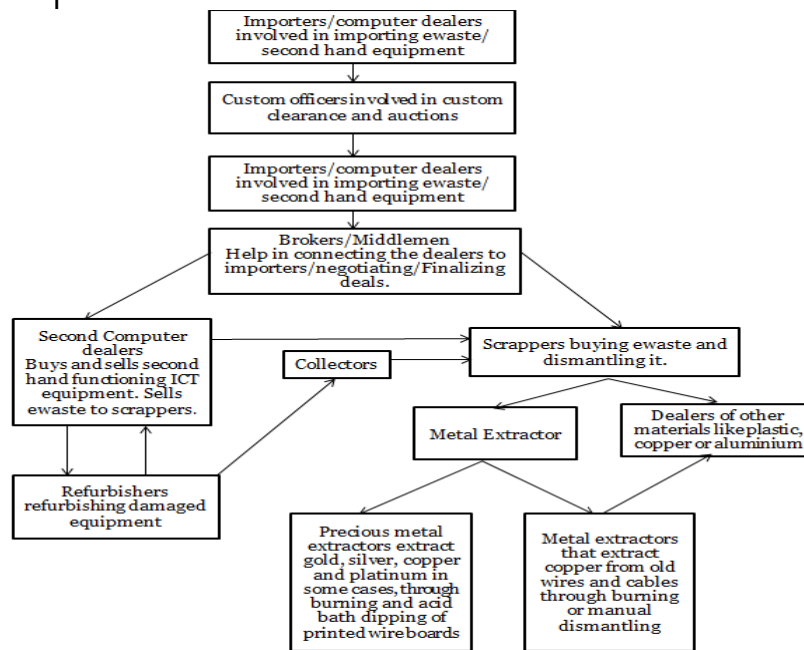 Importers/computer dealers
involved in importing ewaste/
second hand equipment
Custom officers involved in custom
clearance and auctions
Importers/computer dealers
involved in importing ewaste/
second hand equipment
Brokers/Middlemen
Help in connecting the dealers to
importers/negotiating/Finalizing
deals.
Second Computer
dealers
Buys and sells second
hand functioning ICT
equipment. Sells
ewaste to scrappers.
Collectors
Scrappers buying ewaste and
dismantling it.
Metal Extractor
Dealers of other
materials like plastic,
copper or aluminium
Refurbishers
refurbishing damaged
equipment
Precious metal
extractors extract
gold, silver, copper
and platinum in
some cases, through
burning and acid
bath dipping of
printed wire boards
Metal extractors
that extract
copper from old
wires and cables
through burning
or manual
dismantling